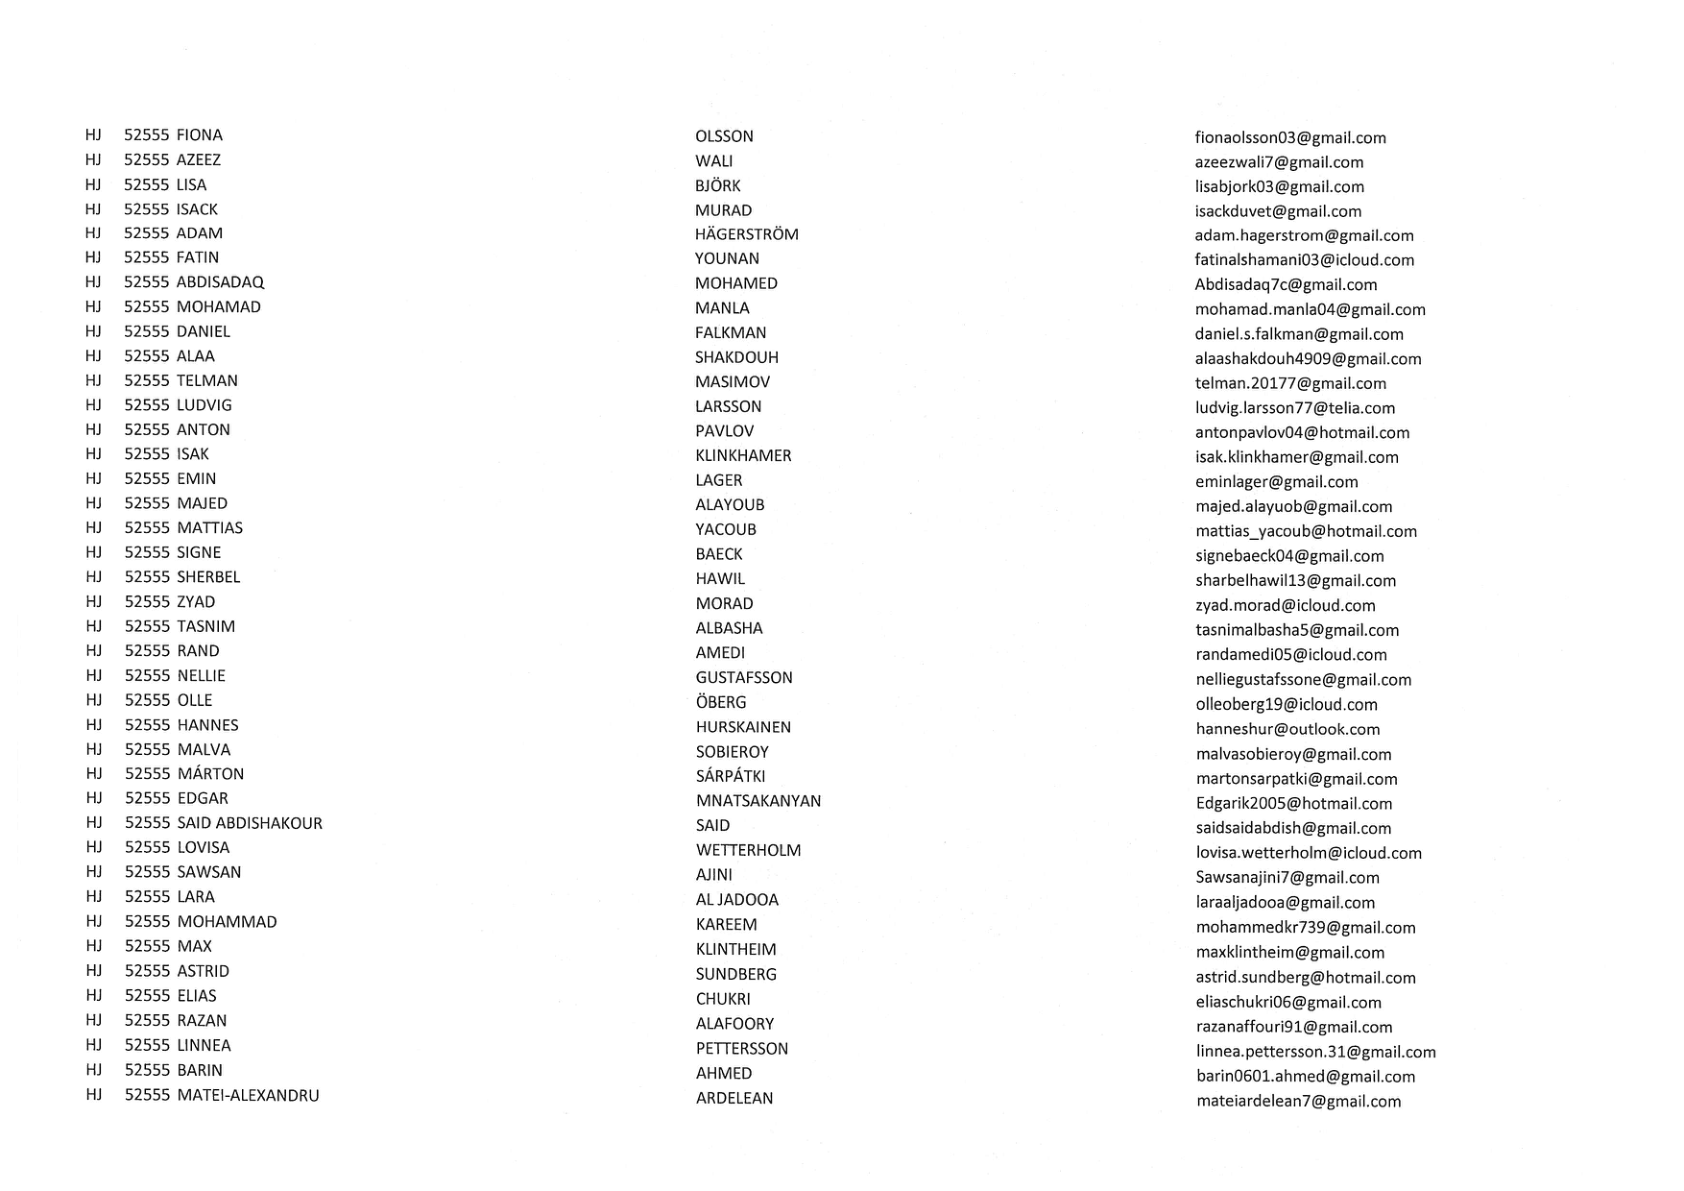 HJ 52555 FIONA OLSSON fionaolsson03@gmail.com
HJ 52555 AZEEZ WALI azeezwali7@gmail.com
HJ 52555 LISA BJÖRK lisabjork03@gmail.com
HJ 52555 ISACK MURAD isackduvet@gmail.com
HJ 52555 ADAM HÄGERSTRÖM adam.hagerstrom@gmail.com
HJ 52555 FATIN YOUNAN fatinalshamani03@icloud.com
HJ 52555 ABDISADAQ MOHAMED Abdisadaq7c@gmail.com
HJ 52555 MOHAMAD MANLA mohamad.manla04@gmail.com
HJ 52555 DANIEL FALKMAN daniel.s.falkman@gmail.com
HJ 52555 ALAA SHAKDOUH alaashakdouh4909@gmail.com
HJ 52555 TELMAN MASIMOV telman.20177@gmail.com
HJ 52555 LUDVIG LARSSON ludvig.larsson77@telia.com
HJ 52555 ANTON PAVLOV antonpavlov04@hotmail.com
HJ 52555 ISAK KLINKHAMER isak.klinkhamer@gmail.com
HJ 52555 EMIN LAGER eminlager@gmail.com
HJ 52555 MAJED ALAYOUB majed.alayuob@gmail.com
HJ 52555 MATTIAS YACOUB mattias_yacoub@hotmail.com
HJ 52555 SIGNE BAECK signebaeck04@gmail.com
HJ 52555 SHERBEL HAWIL sharbelhawil13@gmail.com
HJ 52555 ZYAD MORAD zyad.morad@icloud.com
HJ 52555 TASNIM ALBASHA tasnimalbasha5@gmail.com
HJ 52555 RAND AMEDI randamedi05@icloud.com
HJ 52555 NELLIE GUSTAFSSON nelliegustafssone@gmail.com
HJ 52555 OLLE ÖBERG olleoberg19@icloud.com
HJ 52555 HANNES HURSKAINEN hanneshur@outlook.com
HJ 52555 MALVA SOBIEROY malvasobieroy@gmail.com
HJ 52555 MÁRTON SÁRPÁTKI martonsarpatki@gmail.com
HJ 52555 EDGAR MNATSAKANYAN Edgarik2005@hotmail.com
HJ 52555 SAID ABDISHAKOUR SAID saidsaidabdish@gmail.com
HJ 52555 LOVISA WETTERHOLM lovisa.wetterholm@icloud.com
HJ 52555 SAWSAN AJINI Sawsanajini7@gmail.com
HJ 52555 LARA AL JADOOA laraaljadooa@gmail.com
HJ 52555 MOHAMMAD KAREEM mohammedkr739@gmail.com
HJ 52555 MAX KLINTHEIM maxklintheim@gmail.com
HJ 52555 ASTRID SUNDBERG astrid.sundberg@hotmail.com
HJ 52555 ELIAS CHUKRI eliaschukri06@gmail.com
HJ 52555 RAZAN ALAFOORY razanaffouri91@gmail.com
HJ 52555 LINNEA PETTERSSON linnea.pettersson.31@gmail.com
HJ 52555 BARIN AHMED barin0601.ahmed@gmail.com
HJ 52555 MATEI-ALEXANDRU ARDELEAN mateiardelean7@gmail.com